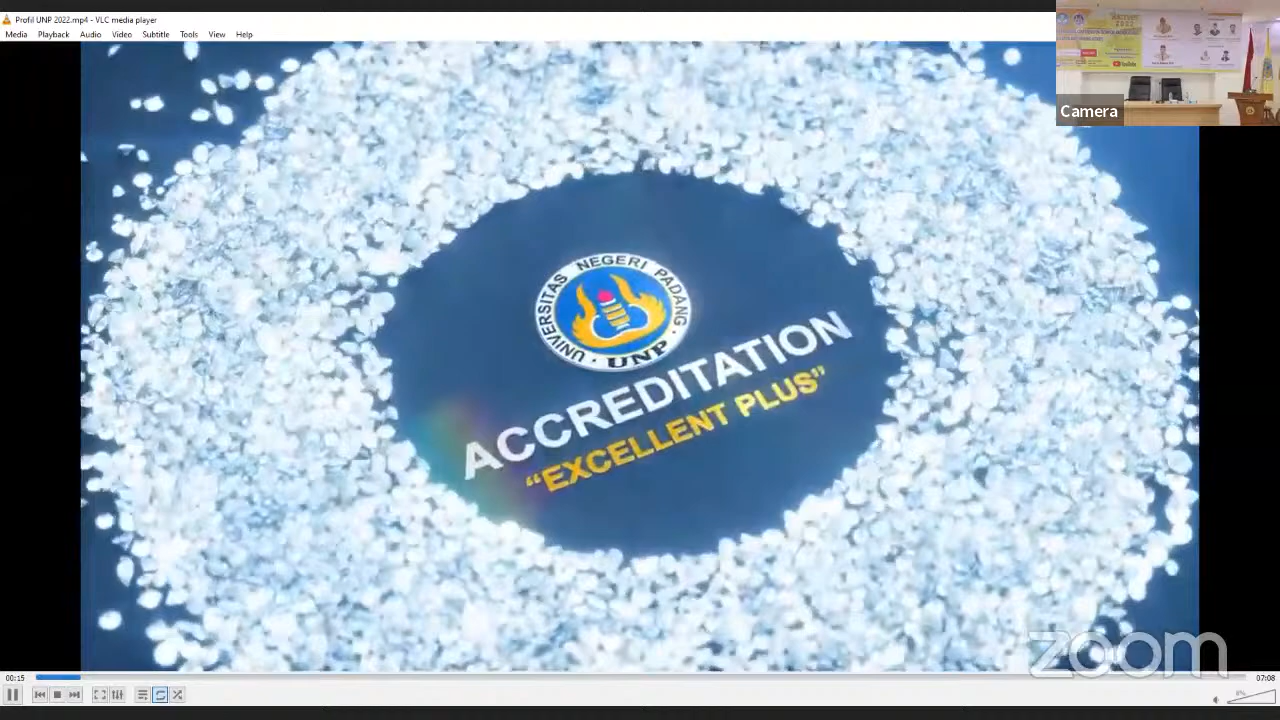 Profil UNP 2022.mp4 - VLC media player
Media Playback Audio Video Subtitle Tools View Help
Camera
YouTube
UNIVERSITAS NEGERI PADANG
· UNP ·
ACCREDITATION
“EXCELLENT PLUS”
zoom
00:15
07:08